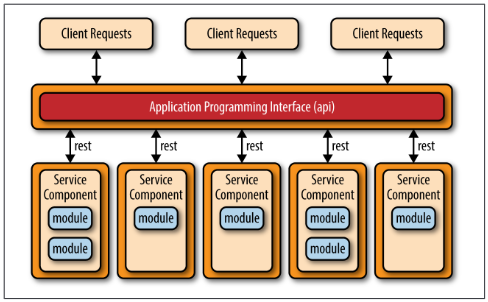 Client Requests
Client Requests
Client Requests
Application Programming Interface (api)
rest
rest
rest
rest
rest
Service
Component
module
module
Service
Component
module
Service
Component
module
Service
Component
module
module
Service
Component
module